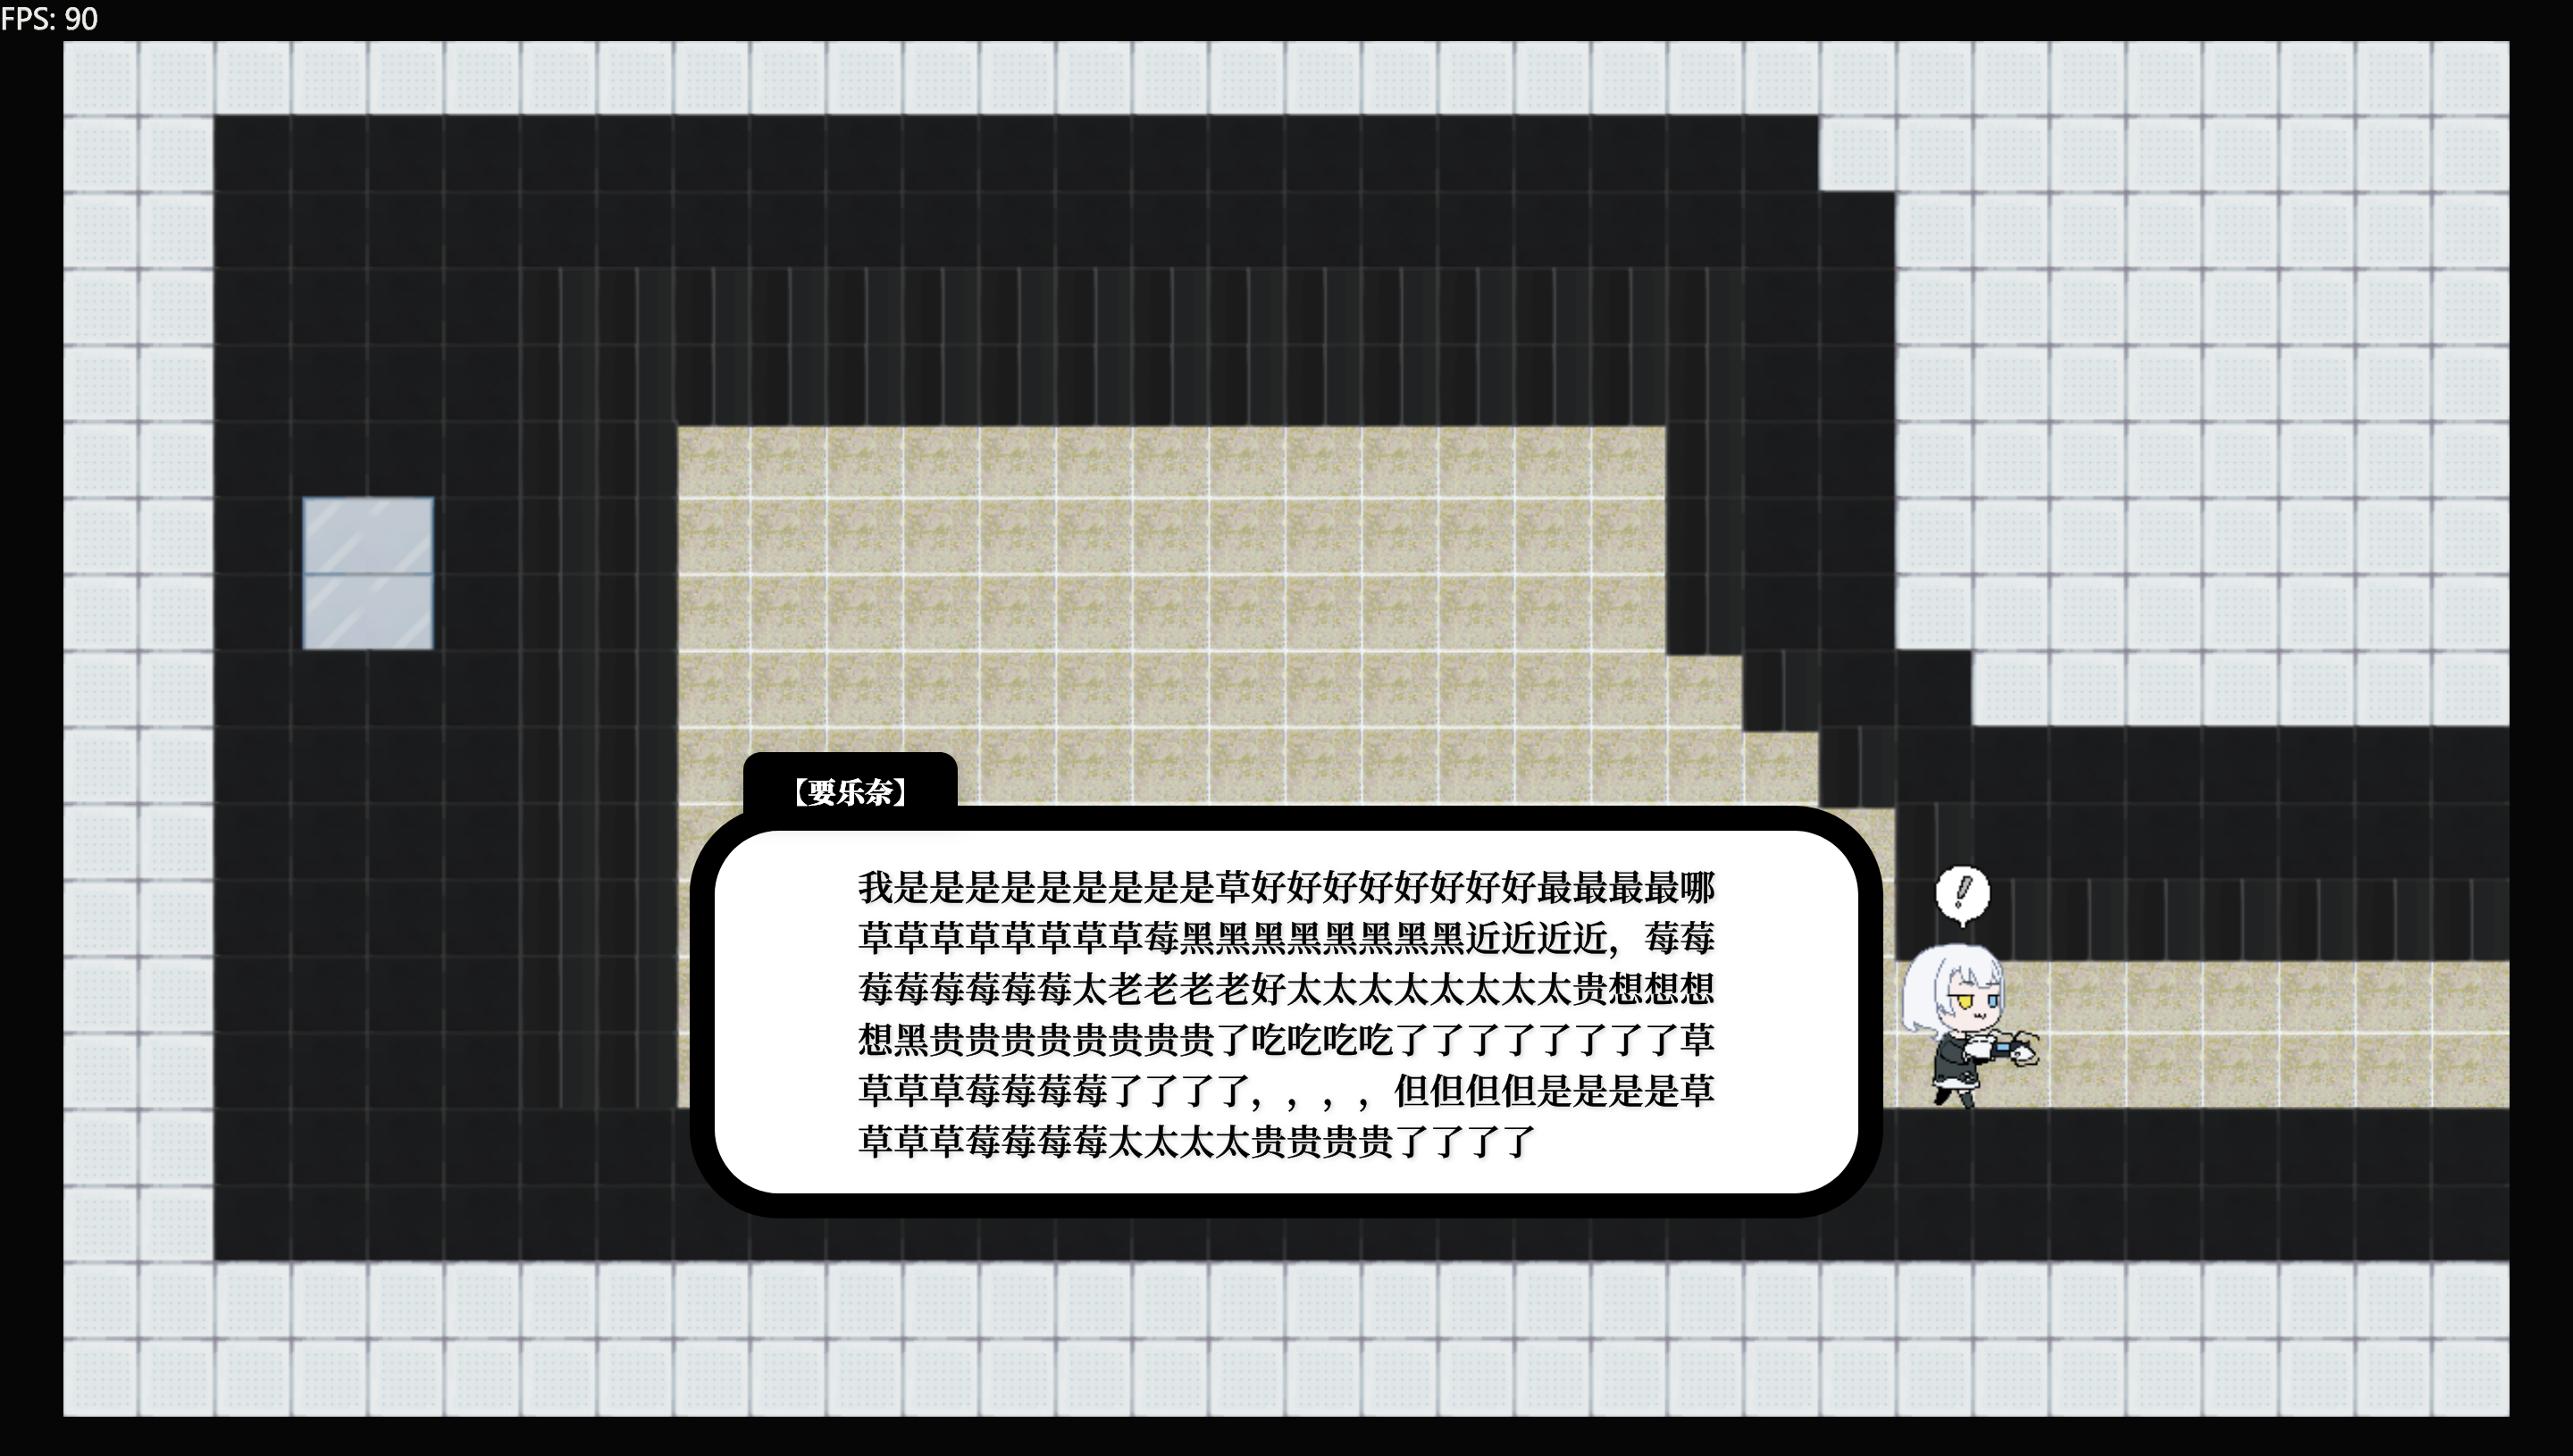 FPS: 90
【要乐奈】
我是是是是是是是是是草好好好好好好好好最最最最哪
草草草草草草草草莓黑黑黑黑黑黑黑黑近近近近，莓莓
莓莓莓莓莓莓太老老老老好太太太太太太太太贵想想想
想黑贵贵贵贵贵贵贵贵了吃吃吃吃了了了了了了了了草
草草草莓莓莓莓了了了了，，，，但但但但是是是是草
草草草莓莓莓莓太太太太贵贵贵贵了了了了